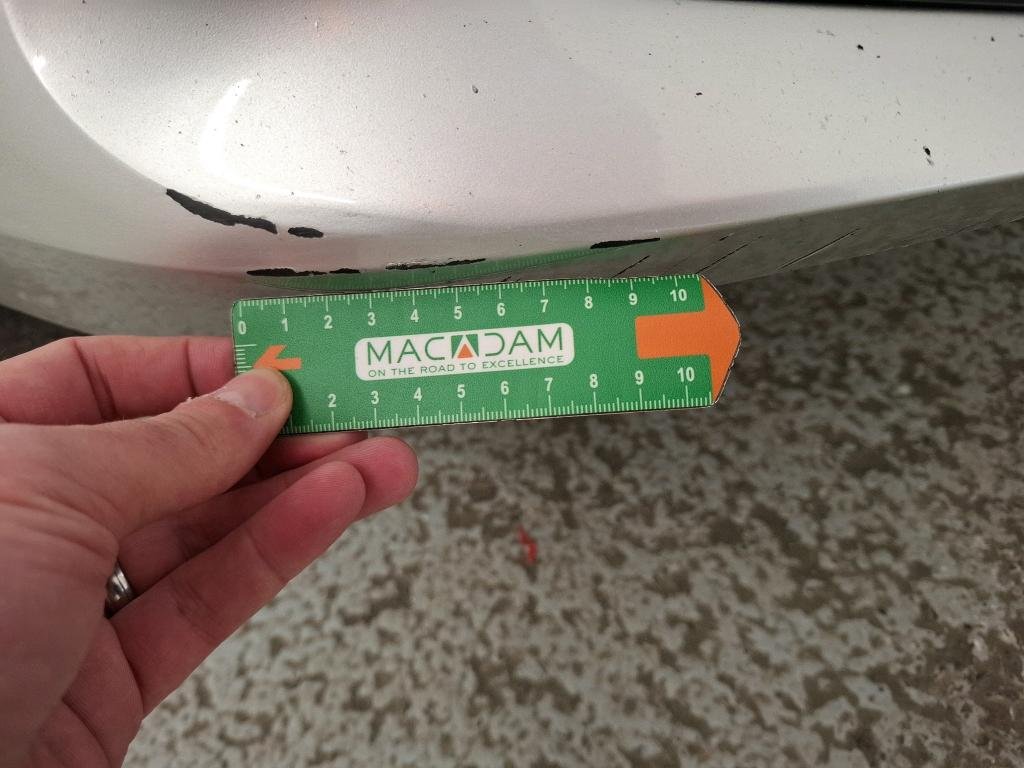 0 1 2 3 4 5 6 7 8 9 10
MACADAM
ON THE ROAD TO EXCELLENCE
2 3 4 5 6 7 8 9 10